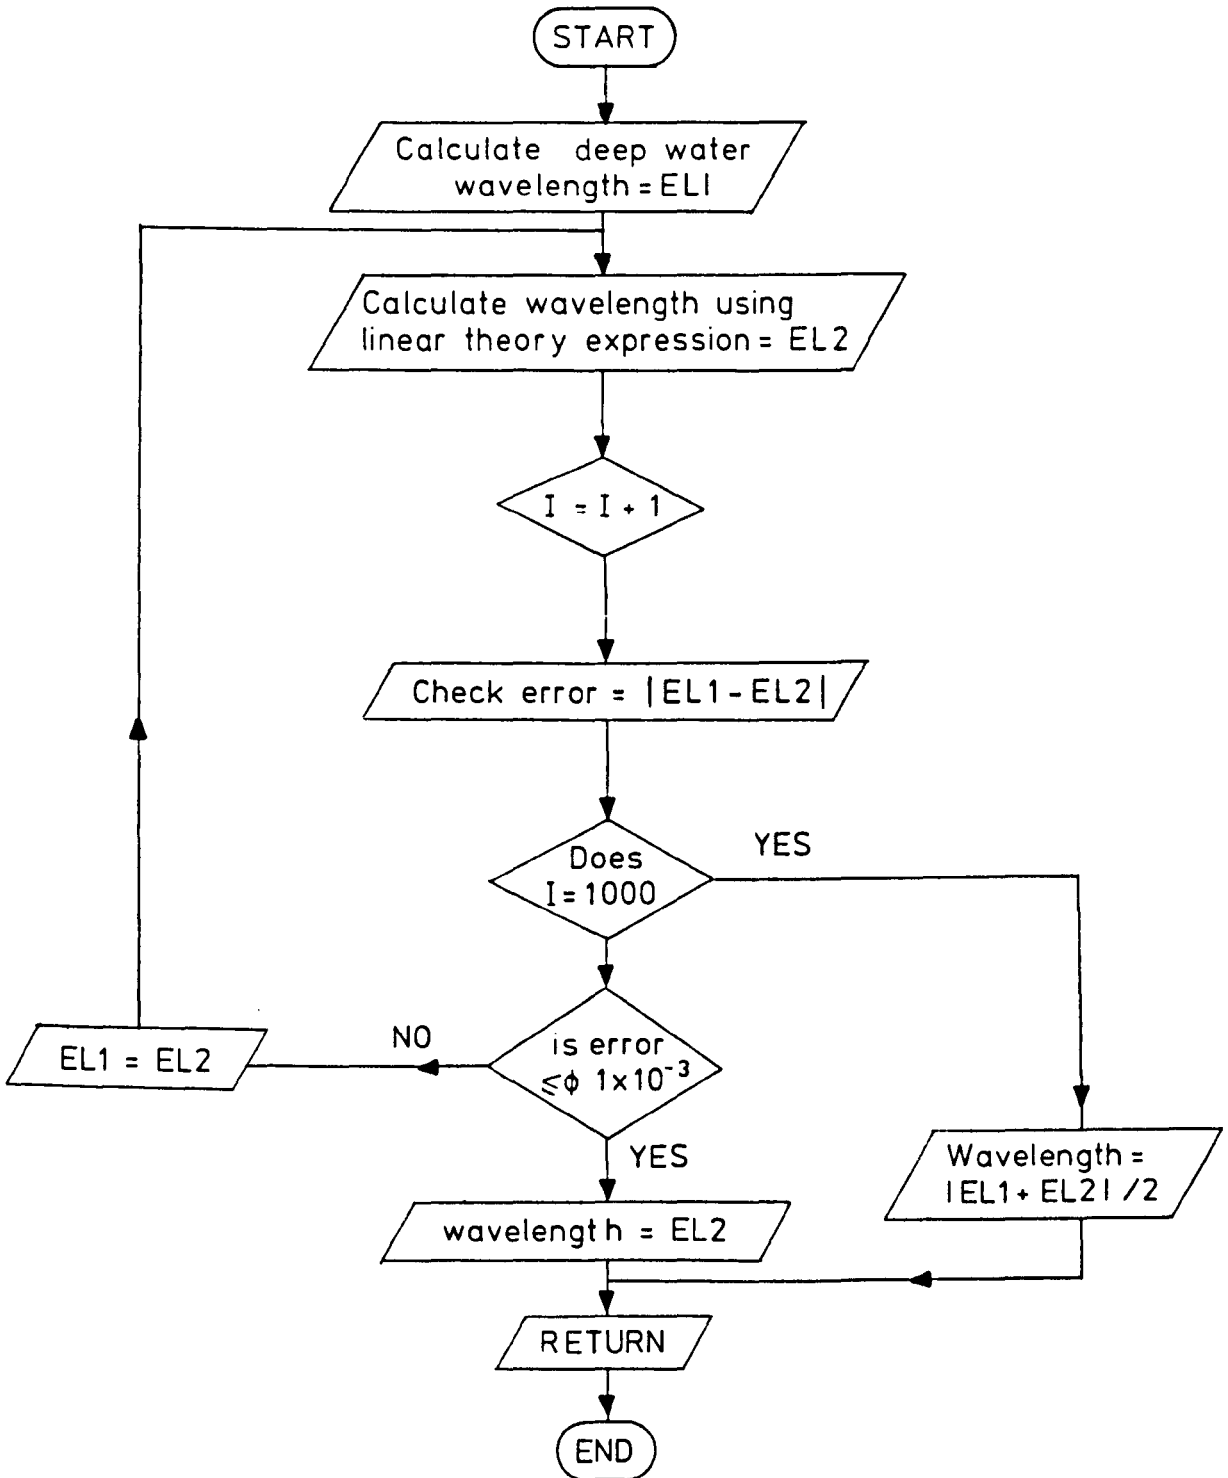 START
Calculate deep water
wavelength = EL1
Calculate wavelength using
linear theory expression = EL2
I = I + 1
Check error = |EL1 - EL2|
Does
I = 1000
YES
is error
≤ϕ 1x10⁻³
NO
EL1 = EL2
YES
Wavelength =
|EL1 + EL2| /2
wavelength = EL2
RETURN
END